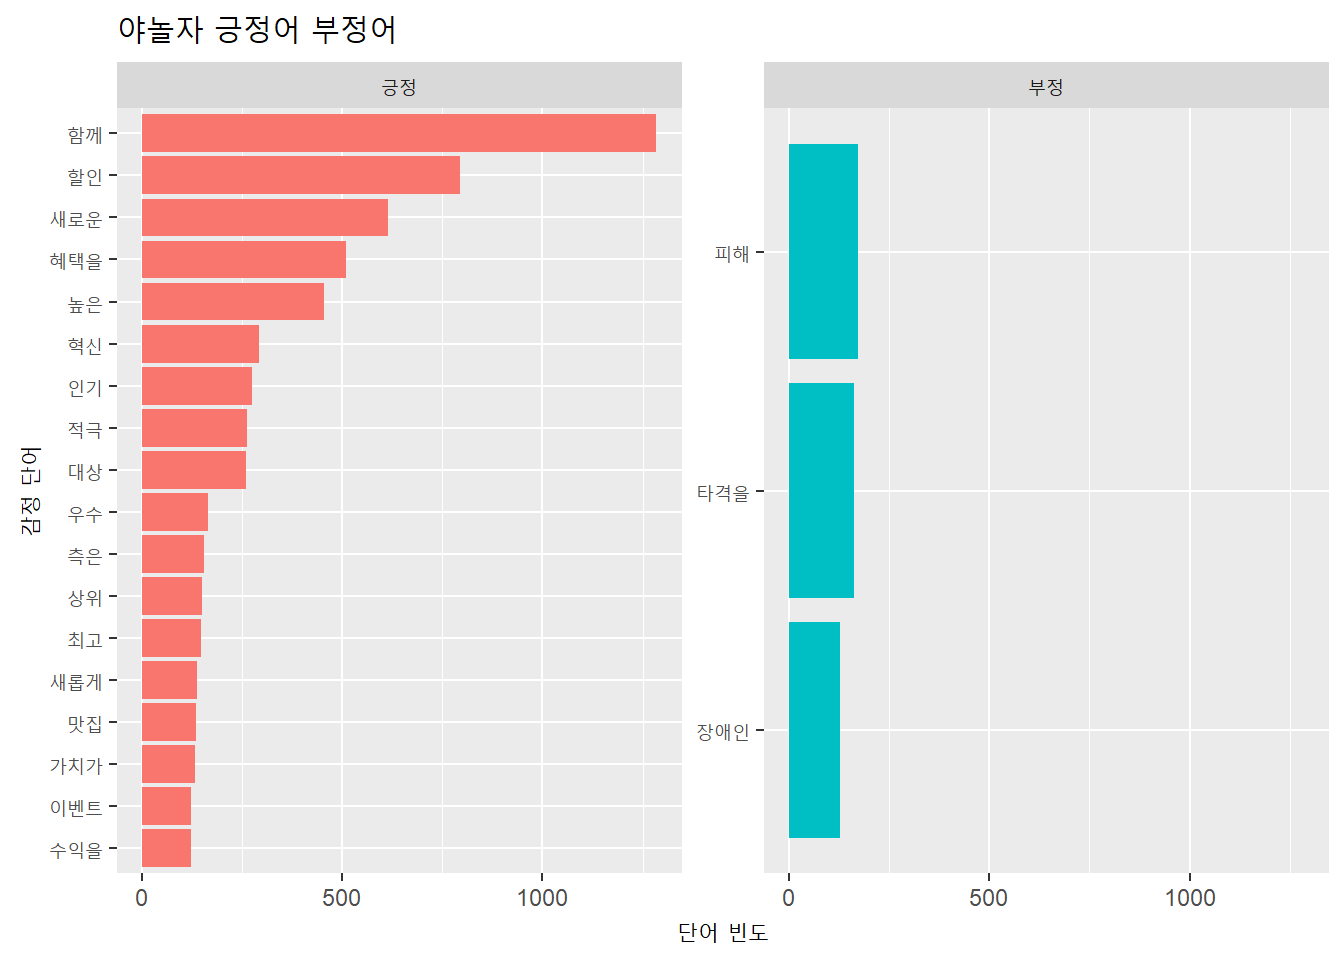 야놀자 긍정어 부정어
긍정
함께
할인
새로운
혜택을
높은
혁신
인기
적극
대상
우수
측은
상위
최고
새롭게
맛집
가치가
이벤트
수익을
0 500 1000
부정
피해
타격을
장애인
0 500 1000
감정 단어
단어 빈도